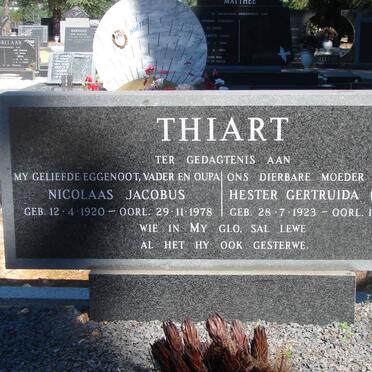 MATTHEE
THIART
TER GEDAGTENIS AAN
MY GELIEFDE EGGENOOT, VADER EN OUPA
NICOLAAS JACOBUS
GEB. 12-4-1920 – OORL. 29-11-1978
ONS DIERBARE MOEDER
HESTER GERTRUIDA (
GEB. 28-7-1923 – OORL. 1
WIE IN MY GLO, SAL LEWE
AL HET HY OOK GESTERWE.